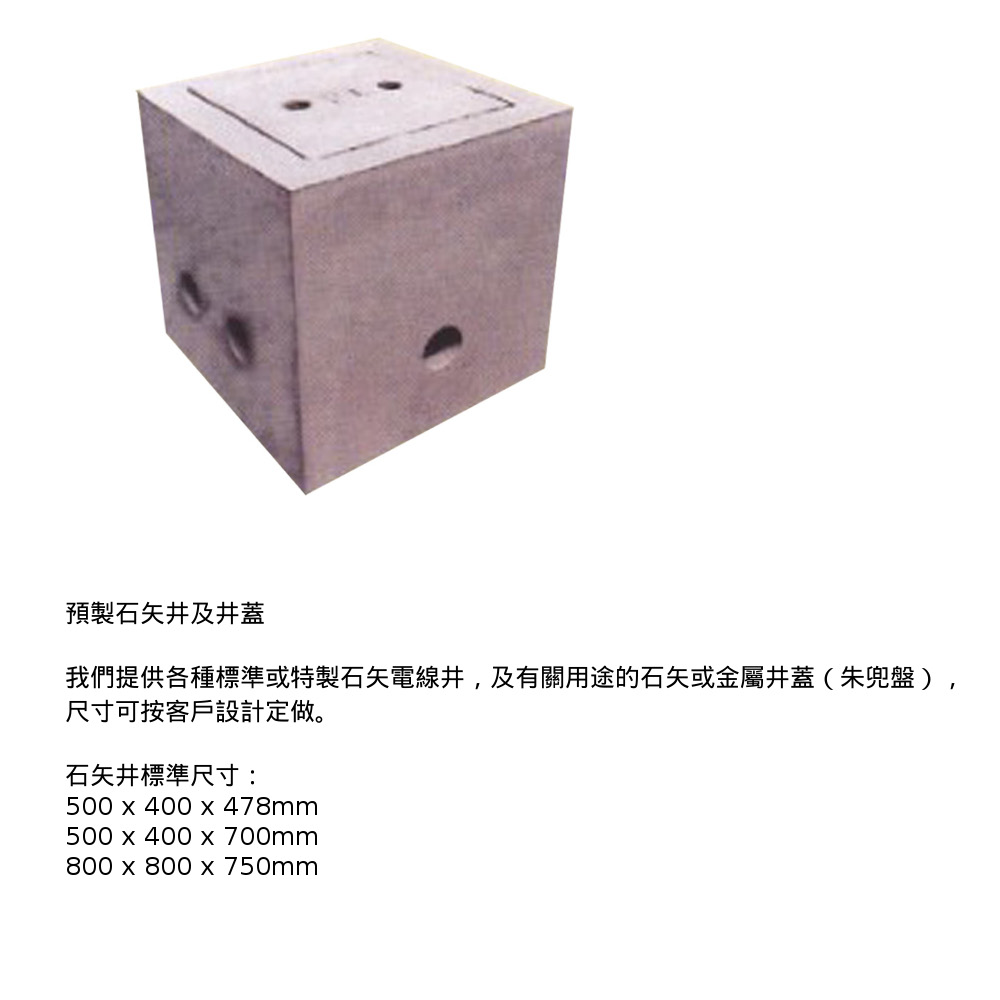 預製石矢井及井蓋
我們提供各種標準或特製石矢電線井，及有關用途的石矢或金屬井蓋（朱兜盤），
尺寸可按客戶設計定做。
石矢井標準尺寸：
500 x 400 x 478mm
500 x 400 x 700mm
800 x 800 x 750mm